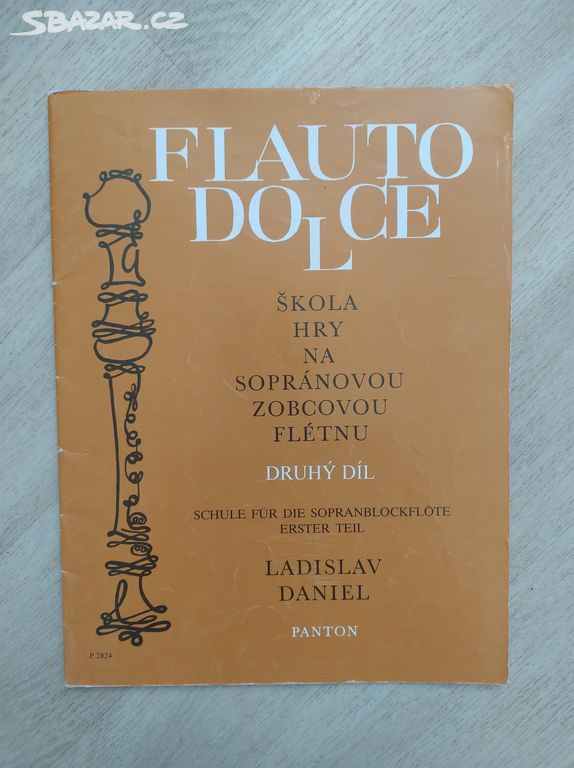 SBAZAR.CZ
FLAUTO
DOLCE
ŠKOLA
HRY
NA
SOPRÁNOVOU
ZOBCOVOU
FLÉTNU
DRUHÝ DÍL
SCHULE FÜR DIE SOPRANBLOCKFLÖTE
ERSTER TEIL
LADISLAV
DANIEL
PANTON
P 2824